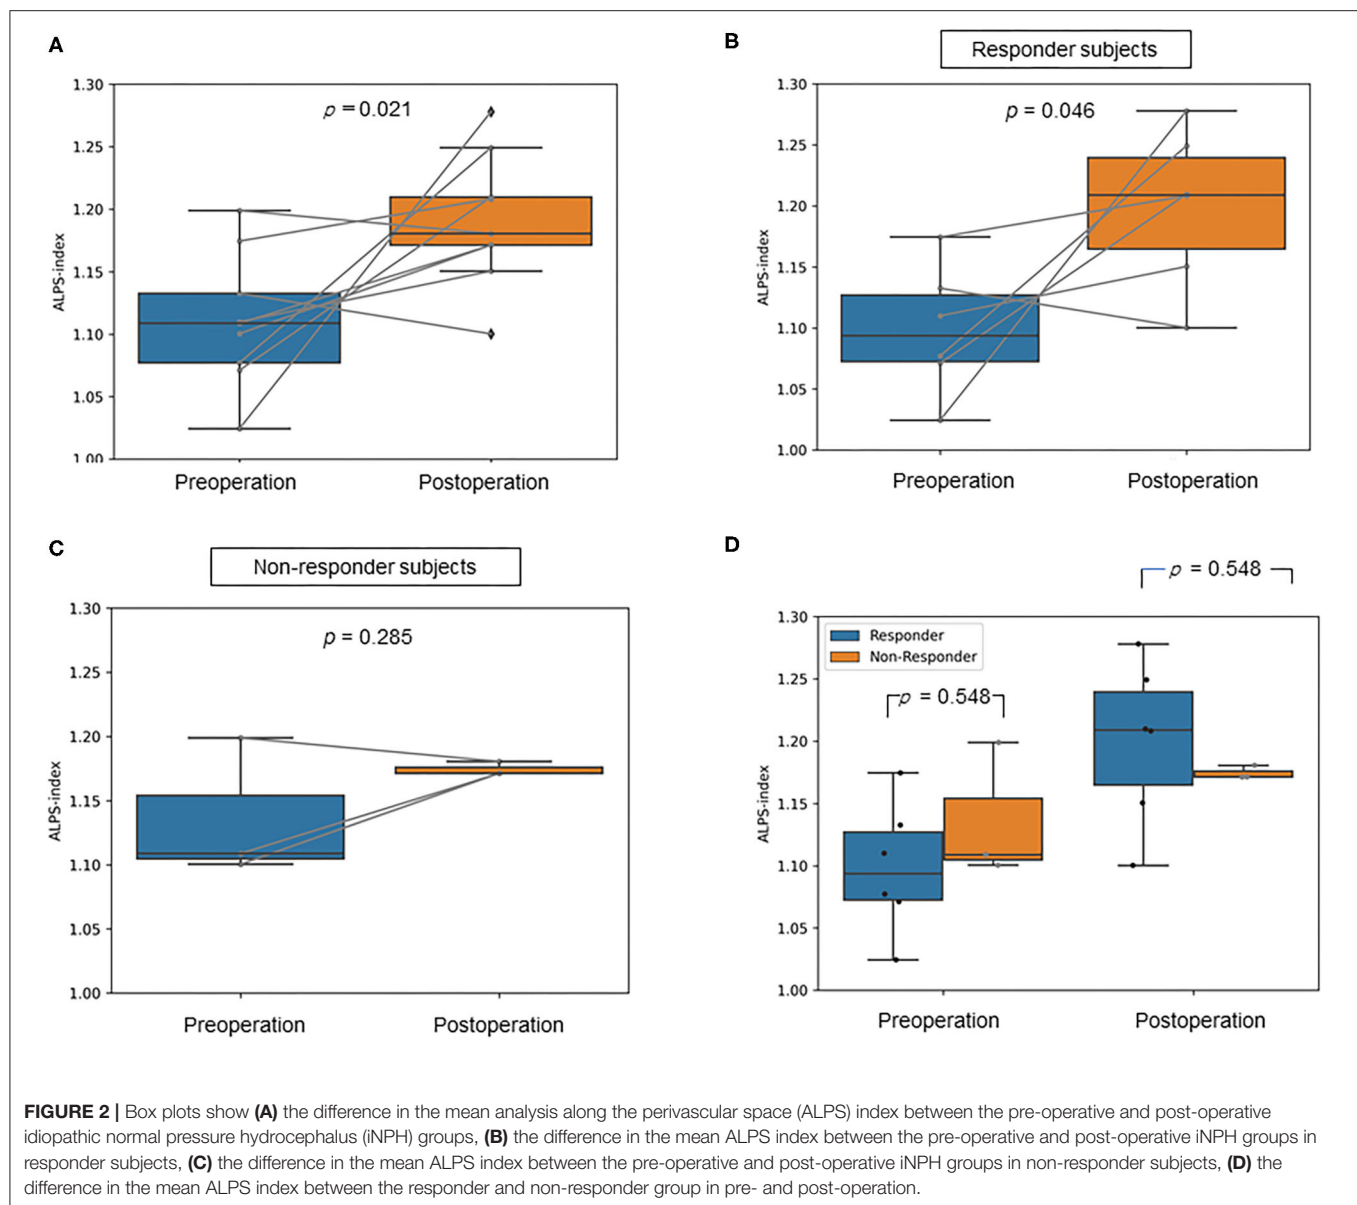 A
p = 0.021
1.30
1.25
1.20
1.15
1.10
1.05
1.00
ALPS-index
Preoperation
Postoperation
B
Responder subjects
p = 0.046
1.30
1.25
1.20
1.15
1.10
1.05
1.00
ALPS-index
Preoperation
Postoperation
C
Non-responder subjects
p = 0.285
1.30
1.25
1.20
1.15
1.10
1.05
1.00
ALPS-index
Preoperation
Postoperation
D
p = 0.548
Responder
Non-Responder
p = 0.548
1.30
1.25
1.20
1.15
1.10
1.05
1.00
ALPS-index
Preoperation
Postoperation
FIGURE 2 | Box plots show (A) the difference in the mean analysis along the perivascular space (ALPS) index between the pre-operative and post-operative
idiopathic normal pressure hydrocephalus (iNPH) groups, (B) the difference in the mean ALPS index between the pre-operative and post-operative iNPH groups in
responder subjects, (C) the difference in the mean ALPS index between the pre-operative and post-operative iNPH groups in non-responder subjects, (D) the
difference in the mean ALPS index between the responder and non-responder group in pre- and post-operation.